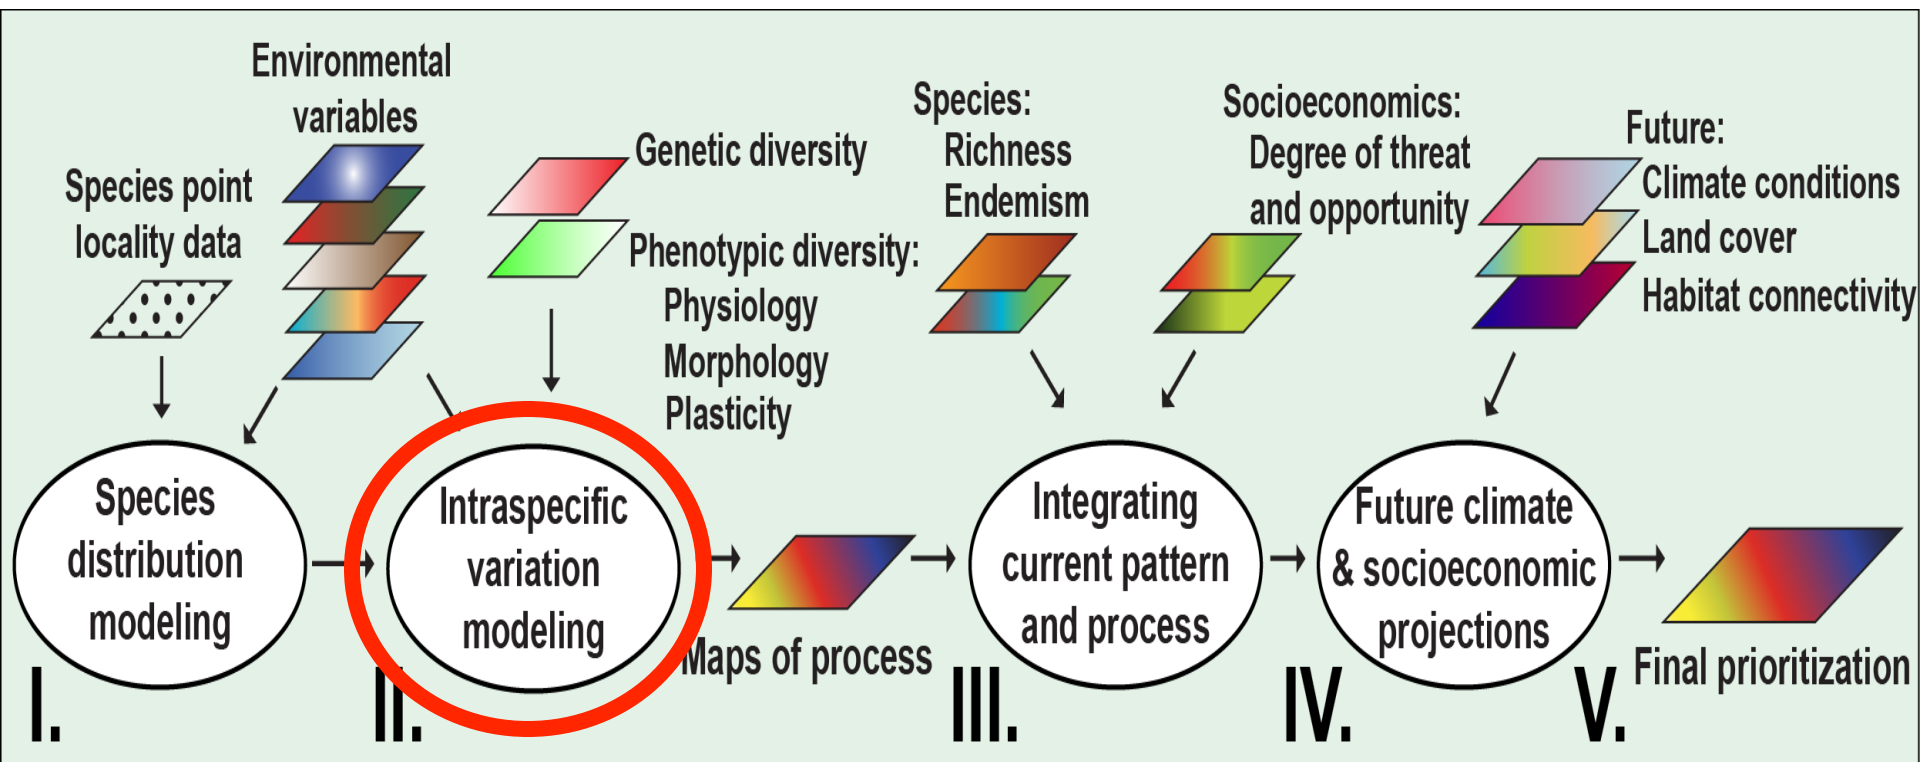 Environmental
variables
Species point
locality data
Genetic diversity
Phenotypic diversity:
Physiology
Morphology
Plasticity
Species:
Richness
Endemism
Socioeconomics:
Degree of threat
and opportunity
Future:
Climate conditions
Land cover
Habitat connectivity
Species
distribution
modeling
I.
Intraspecific
variation
modeling
II.
Maps of process
Integrating
current pattern
and process
III.
Future climate
& socioeconomic
projections
IV.
V.
Final prioritization